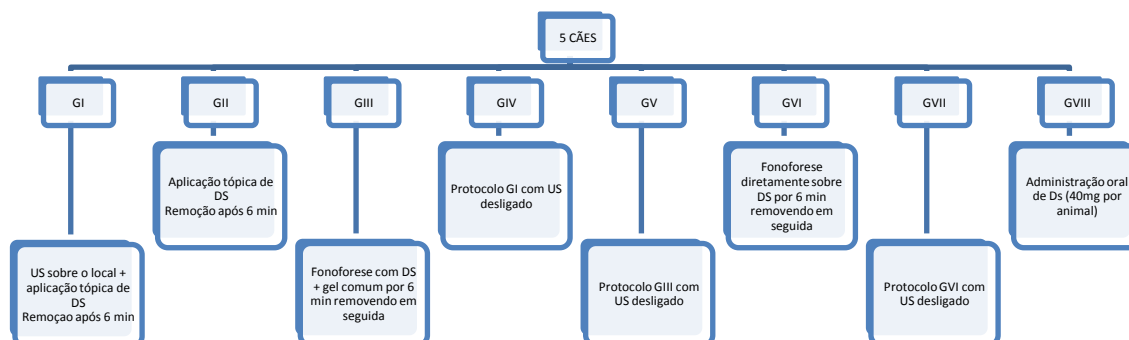 5 CÃES
GI
GII
GIII
GIV
GV
GVI
GVII
GVIII
Aplicação tópica de
DS
Remoção após 6 min
Protocolo GI com US
desligado
Fonoforese
diretamente sobre
DS por 6 min
removendo em
seguida
Administração oral
de Ds (40mg por
animal)
US sobre o local +
aplicação tópica de
DS
Remoçao após 6 min
Fonoforese com DS
+ gel comum por 6
min removendo em
seguida
Protocolo GIII com
US desligado
Protocolo GVI com
US desligado